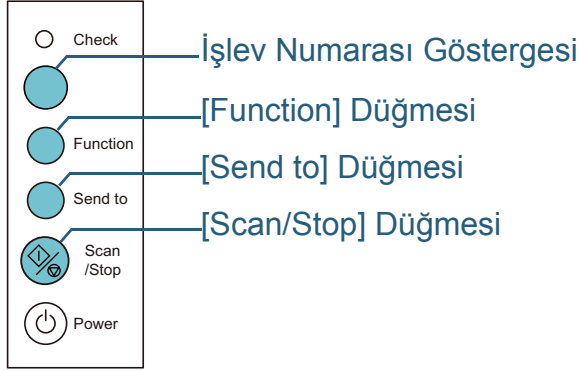 Check
İşlev Numarası Göstergesi
[Function] Düğmesi
Function
[Send to] Düğmesi
Send to
[Scan/Stop] Düğmesi
Scan
/Stop
Power